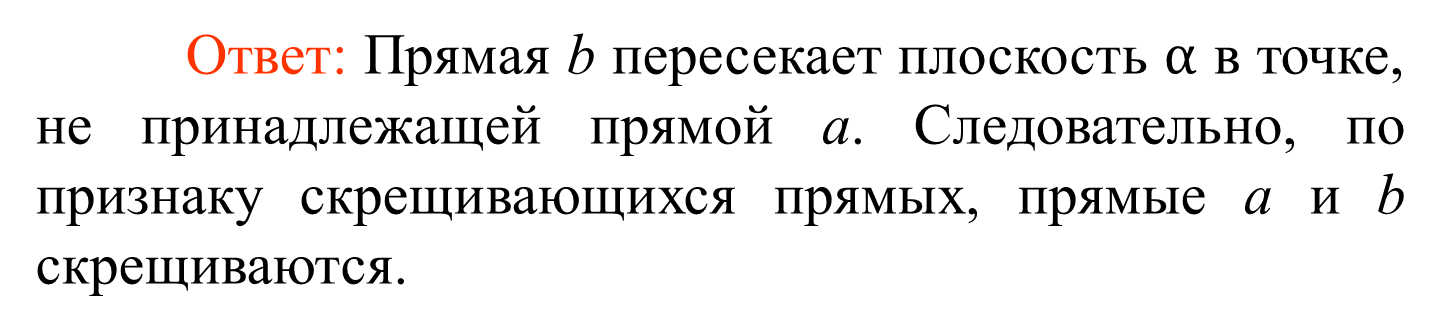 Ответ: Прямая b пересекает плоскость α в точке,
не принадлежащей прямой a. Следовательно, по
признаку скрещивающихся прямых, прямые a и b
скрещиваются.